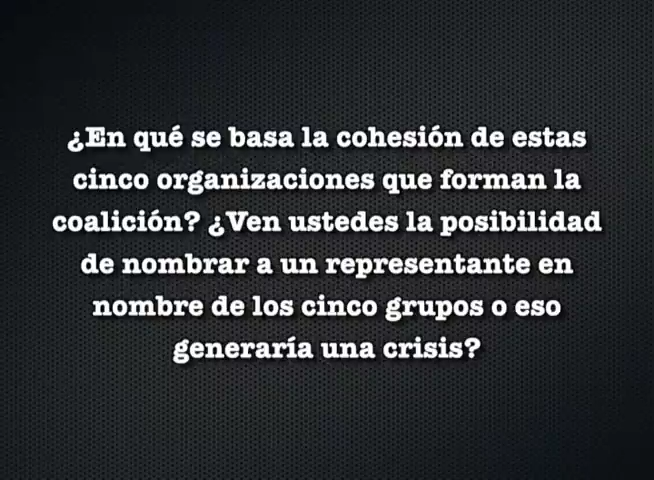 ¿En qué se basa la cohesión de estas
cinco organizaciones que forman la
coalición? ¿Ven ustedes la posibilidad
de nombrar a un representante en
nombre de los cinco grupos o eso
generaría una crisis?